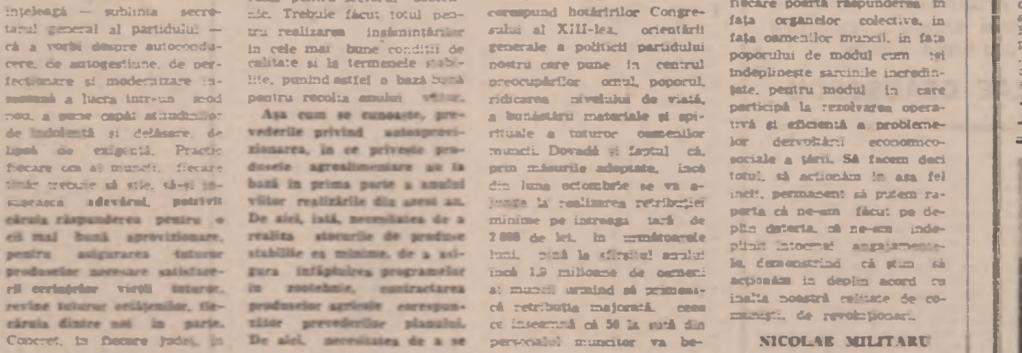 înțeleagă — sublinia secre-
tarul general al partidului —
că a vorbi despre autocondu-
cere, de autogestiune, de per-
fecționare și modernizare în-
seamnă a lucra într-un mod
nou, a pune capăt atitudinilor
de indolență și delăsare, de
lipsă de exigență. Practic
fiecare om al muncii, fiecare
tînăr trebuie să știe, să-și în-
sușească adevărul, potrivit
căruia răspunderea pentru o
cît mai bună aprovizionare,
pentru asigurarea tuturor
produselor necesare satisface-
rii cerințelor vieții tuturor,
revine tuturor cetățenilor, fie-
căruia dintre noi în parte.
Concret, în fiecare județ, în
nic. Trebuie făcut totul pen-
tru realizarea însămînțărilor
în cele mai bune condiții de
calitate și la termenele stabi-
lite, punînd astfel o bază bună
pentru recolta anului viitor.
Așa cum se cunoaște, pre-
vederile privind autoaprovi-
zionarea, în ce privește pro-
dusele agroalimentare au la
bază în prima parte a anului
viitor realizările din acest an.
De aici, iată, necesitatea de a
realiza stocurile de produse
stabilite ca minime, de a asi-
gura înfăptuirea programelor
în zootehnie, contractarea
produselor agricole corespun-
zător prevederilor planului.
De aici, necesitatea de a se
corespund hotărîrilor Congre-
sului al XIII-lea, orientării
generale a politicii partidului
nostru care pune în centrul
preocupărilor omul, poporul,
ridicarea nivelului de viață,
a bunăstării materiale și spi-
rituale a tuturor oamenilor
muncii. Dovadă și faptul că,
prin măsurile adoptate, încă
din luna octombrie se va a-
junge la realizarea retribuției
minime pe întreaga țară de
2 000 de lei, în următoarele
luni, pînă la sfîrșitul anului
încă 1,9 milioane de oameni
ai muncii urmînd să primeas-
că retribuția majorată, ceea
ce înseamnă că 50 la sută din
personalul muncitor va be-
fiecare poartă răspunderea în
fața organelor colective, în
fața oamenilor muncii, în fața
poporului de modul cum își
îndeplinește sarcinile încredin-
țate, pentru modul în care
participă la rezolvarea opera-
tivă și eficientă a probleme-
lor dezvoltării economico-
sociale a țării. Să facem deci
totul, să acționăm în așa fel
încît, permanent să putem ra-
porta că ne-am făcut pe de-
plin datoria, că ne-am înde-
plinit întocmai angajamente-
le, demonstrînd că știm să
acționăm în deplin acord cu
înalta noastră calitate de co-
muniști, de revoluționari.
NICOLAE MILITARU